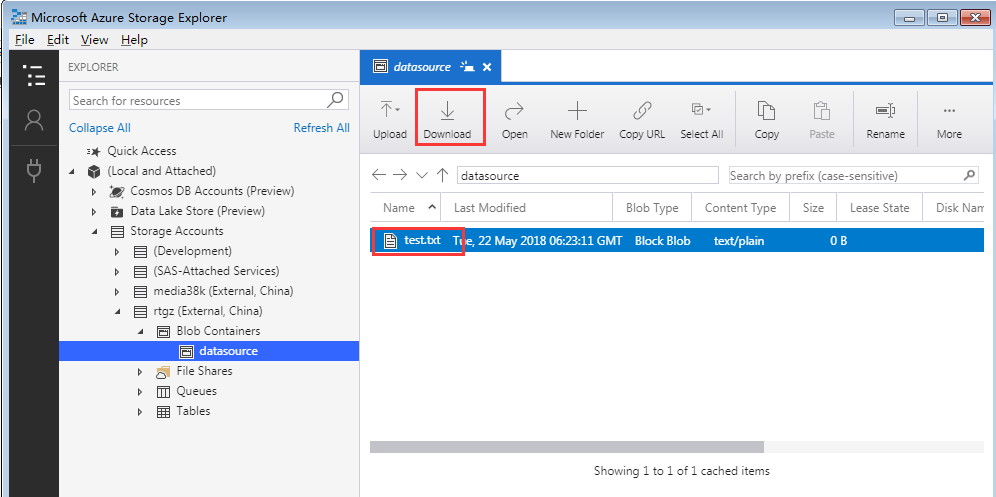 Microsoft Azure Storage Explorer
File Edit View Help
EXPLORER
Search for resources
Collapse All Refresh All
Quick Access
(Local and Attached)
Cosmos DB Accounts (Preview)
Data Lake Store (Preview)
Storage Accounts
(Development)
(SAS-Attached Services)
media38k (External, China)
rtgz (External, China)
Blob Containers
datasource
File Shares
Queues
Tables
datasource
Upload Download Open New Folder Copy URL Select All Copy Paste Rename More
datasource Search by prefix (case-sensitive)
Name Last Modified Blob Type Content Type Size Lease State Disk Nam
test.txt Tue, 22 May 2018 06:23:11 GMT Block Blob text/plain 0 B
Showing 1 to 1 of 1 cached items